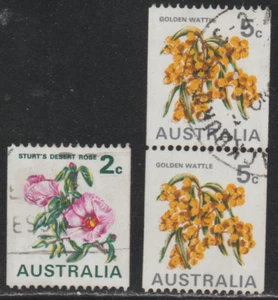 GOLDEN WATTLE
5c
AUSTRALIA
STURT'S DESERT ROSE
2c
AUSTRALIA
GOLDEN WATTLE
5c
AUSTRALIA